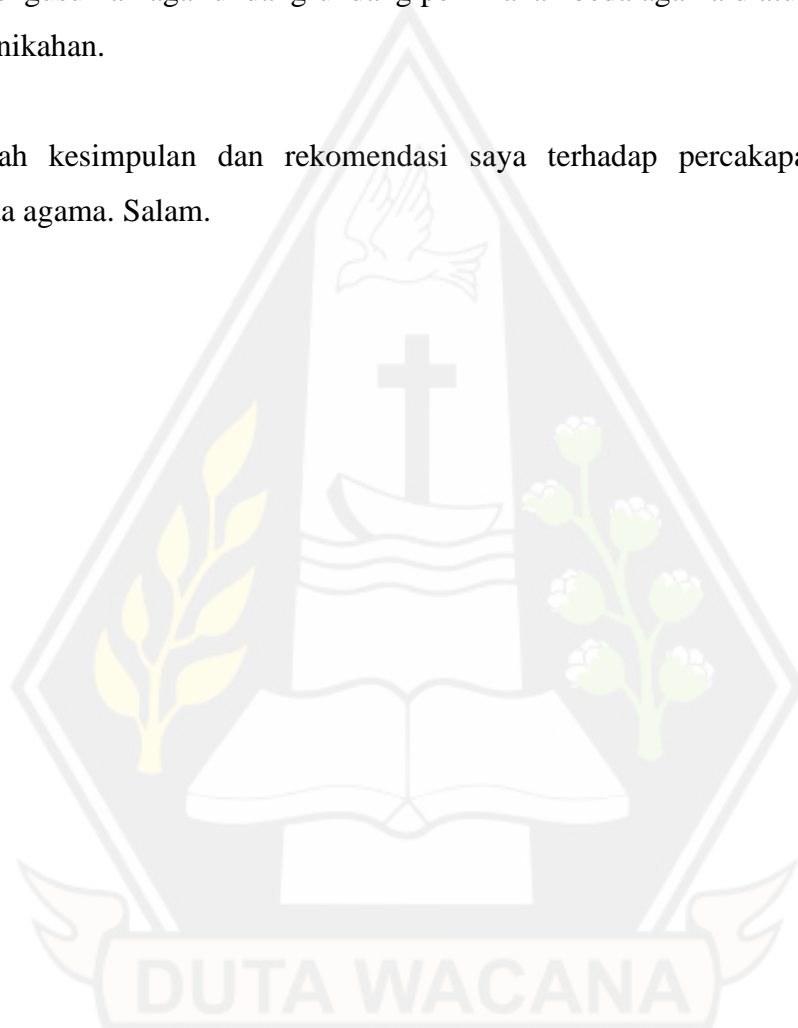 nikahan.
ah kesimpulan dan rekomendasi saya terhadap percakapa
a agama. Salam.
DUTA WACANA